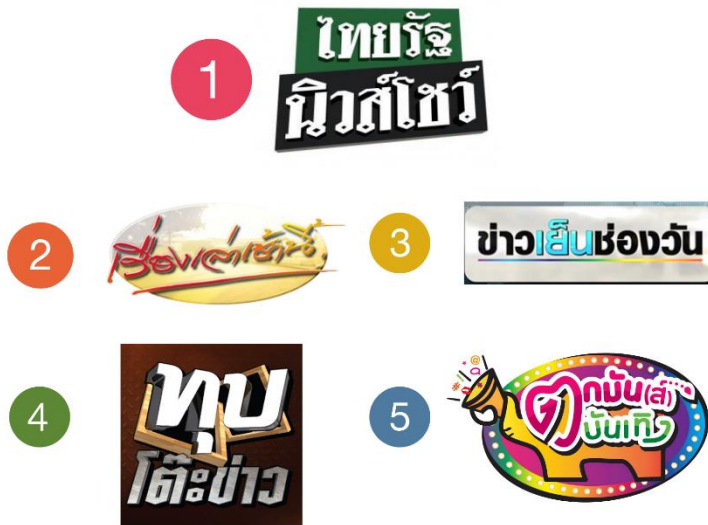 1
ไทยรัฐ
นิวส์โชว์
2
เรื่องเล่าเช้านี้
3
ข่าวเย็นช่องวัน
4
ทุบ
โต๊ะข่าว
5
ตกมัน(ส์)
บันเทิง